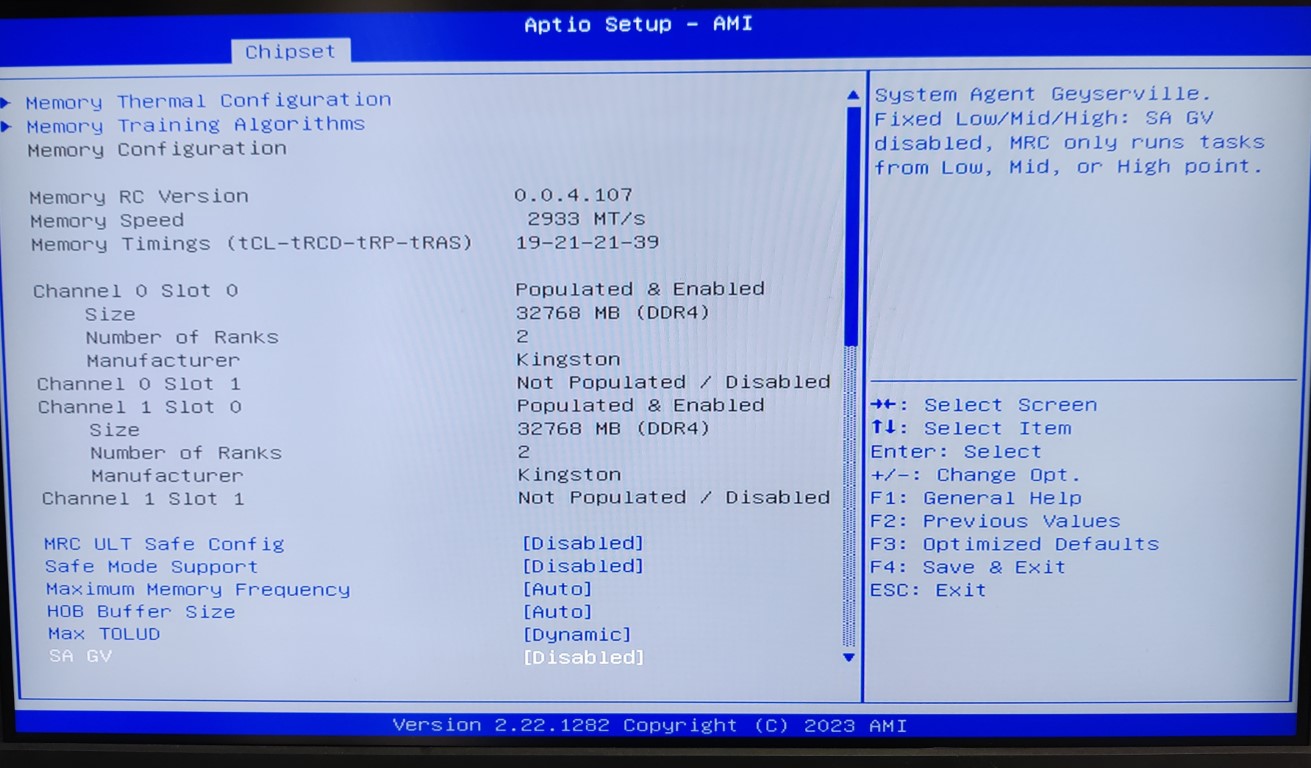 Aptio Setup – AMI
Chipset
Memory Thermal Configuration
Memory Training Algorithms
Memory Configuration
Memory RC Version 0.0.4.107
Memory Speed 2933 MT/s
Memory Timings (tCL-tRCD-tRP-tRAS) 19-21-21-39
Channel 0 Slot 0 Populated & Enabled
Size 32768 MB (DDR4)
Number of Ranks 2
Manufacturer Kingston
Channel 0 Slot 1 Not Populated / Disabled
Channel 1 Slot 0 Populated & Enabled
Size 32768 MB (DDR4)
Number of Ranks 2
Manufacturer Kingston
Channel 1 Slot 1 Not Populated / Disabled
MRC ULT Safe Config [Disabled]
Safe Mode Support [Disabled]
Maximum Memory Frequency [Auto]
HOB Buffer Size [Auto]
Max TOLUD [Dynamic]
SA GV [Disabled]
System Agent Geyserville.
Fixed Low/Mid/High: SA GV
disabled, MRC only runs tasks
from Low, Mid, or High point.
→←: Select Screen
↑↓: Select Item
Enter: Select
+/-: Change Opt.
F1: General Help
F2: Previous Values
F3: Optimized Defaults
F4: Save & Exit
ESC: Exit
Version 2.22.1282 Copyright (C) 2023 AMI